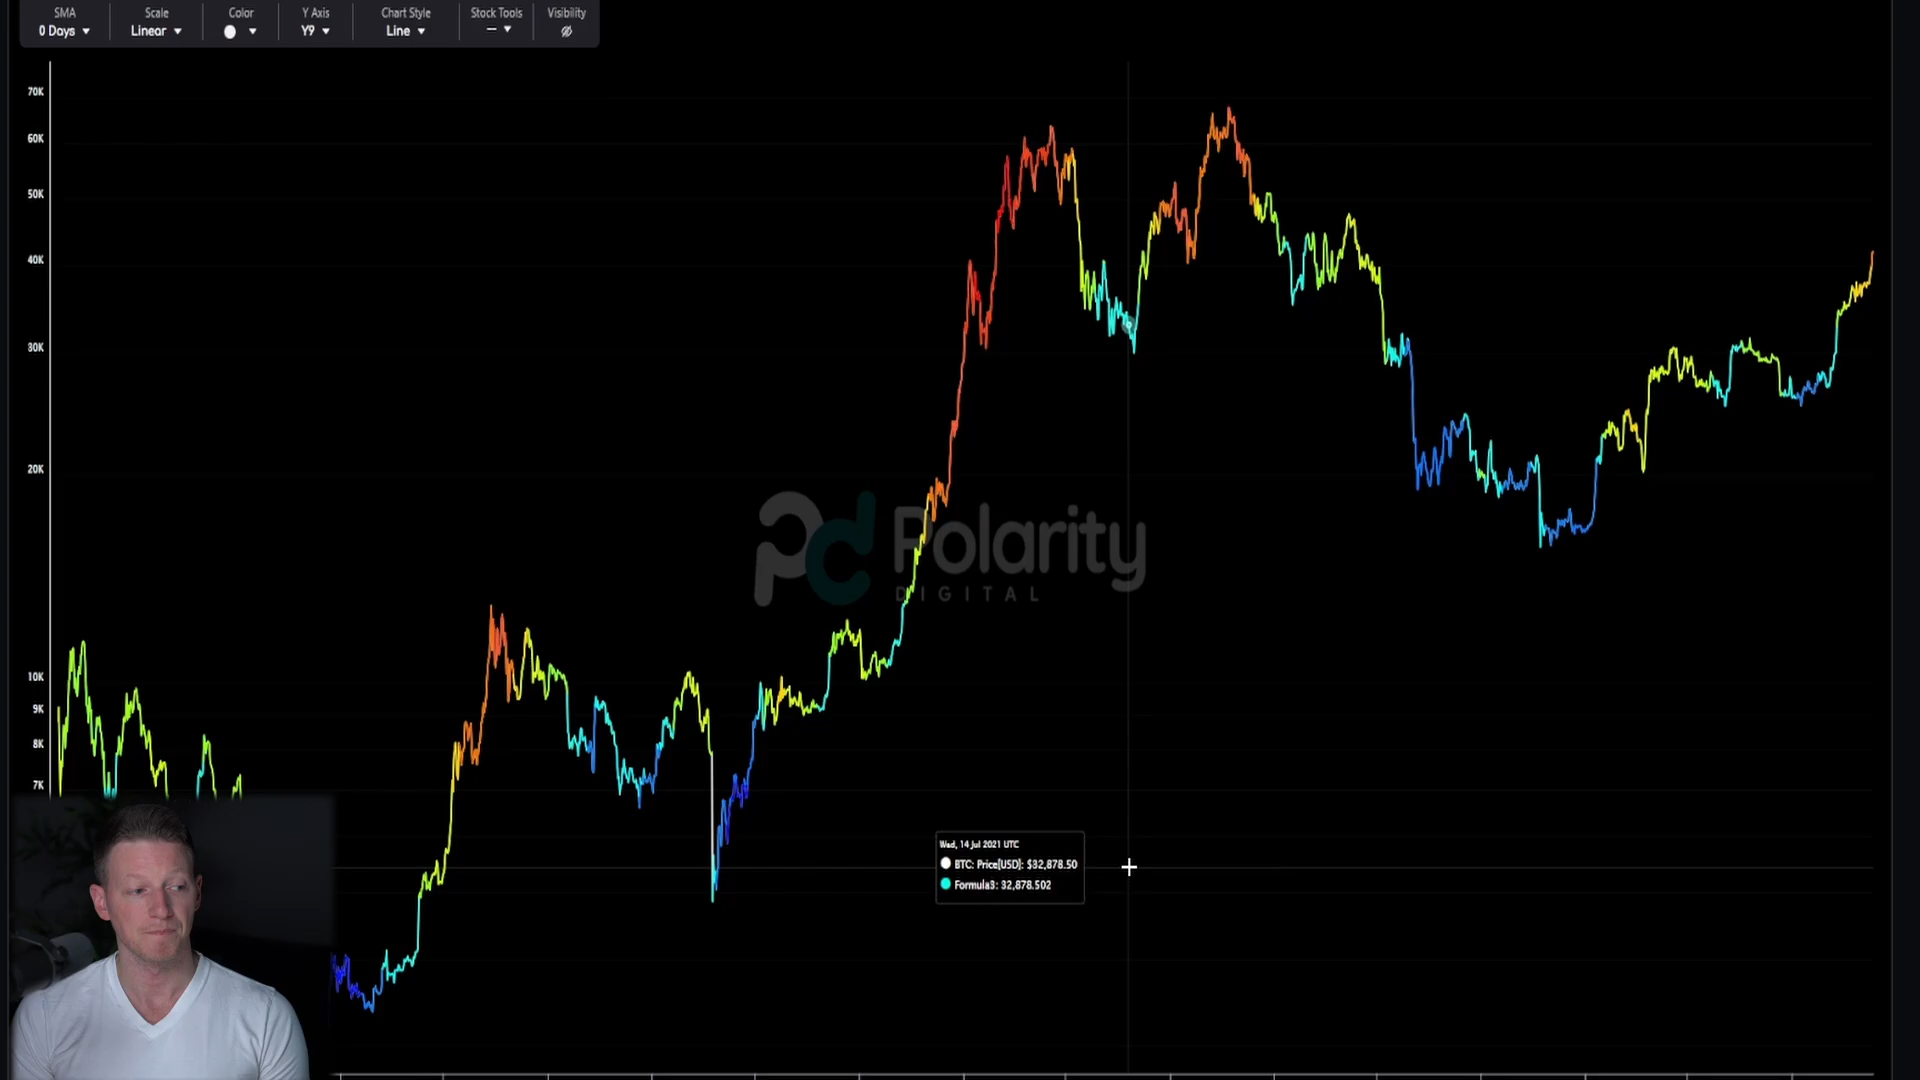 SMA
0 Days
Scale
Linear
Color
Y Axis
Y9
Chart Style
Line
Stock Tools
Visibility
70K
60K
50K
40K
30K
20K
10K
9K
8K
7K
Polarity
DIGITAL
Wed, 14 Jul 2021 UTC
BTC: Price[USD]: $32,878.50
Formula3: 32,878.502